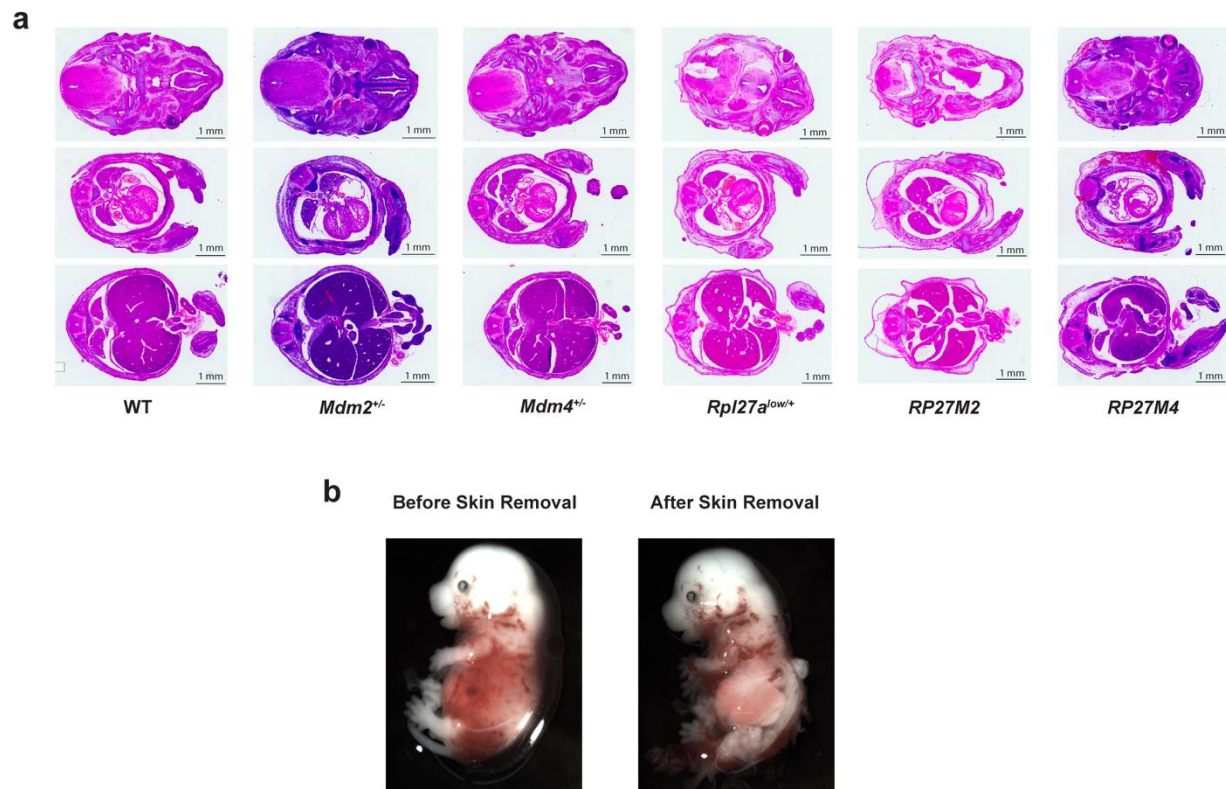 a
1 mm 1 mm 1 mm 1 mm 1 mm 1 mm
1 mm 1 mm 1 mm 1 mm 1 mm 1 mm
1 mm 1 mm 1 mm 1 mm 1 mm 1 mm
WT Mdm2+/- Mdm4+/- Rpl27alow/+ RP27M2 RP27M4
b
Before Skin Removal After Skin Removal